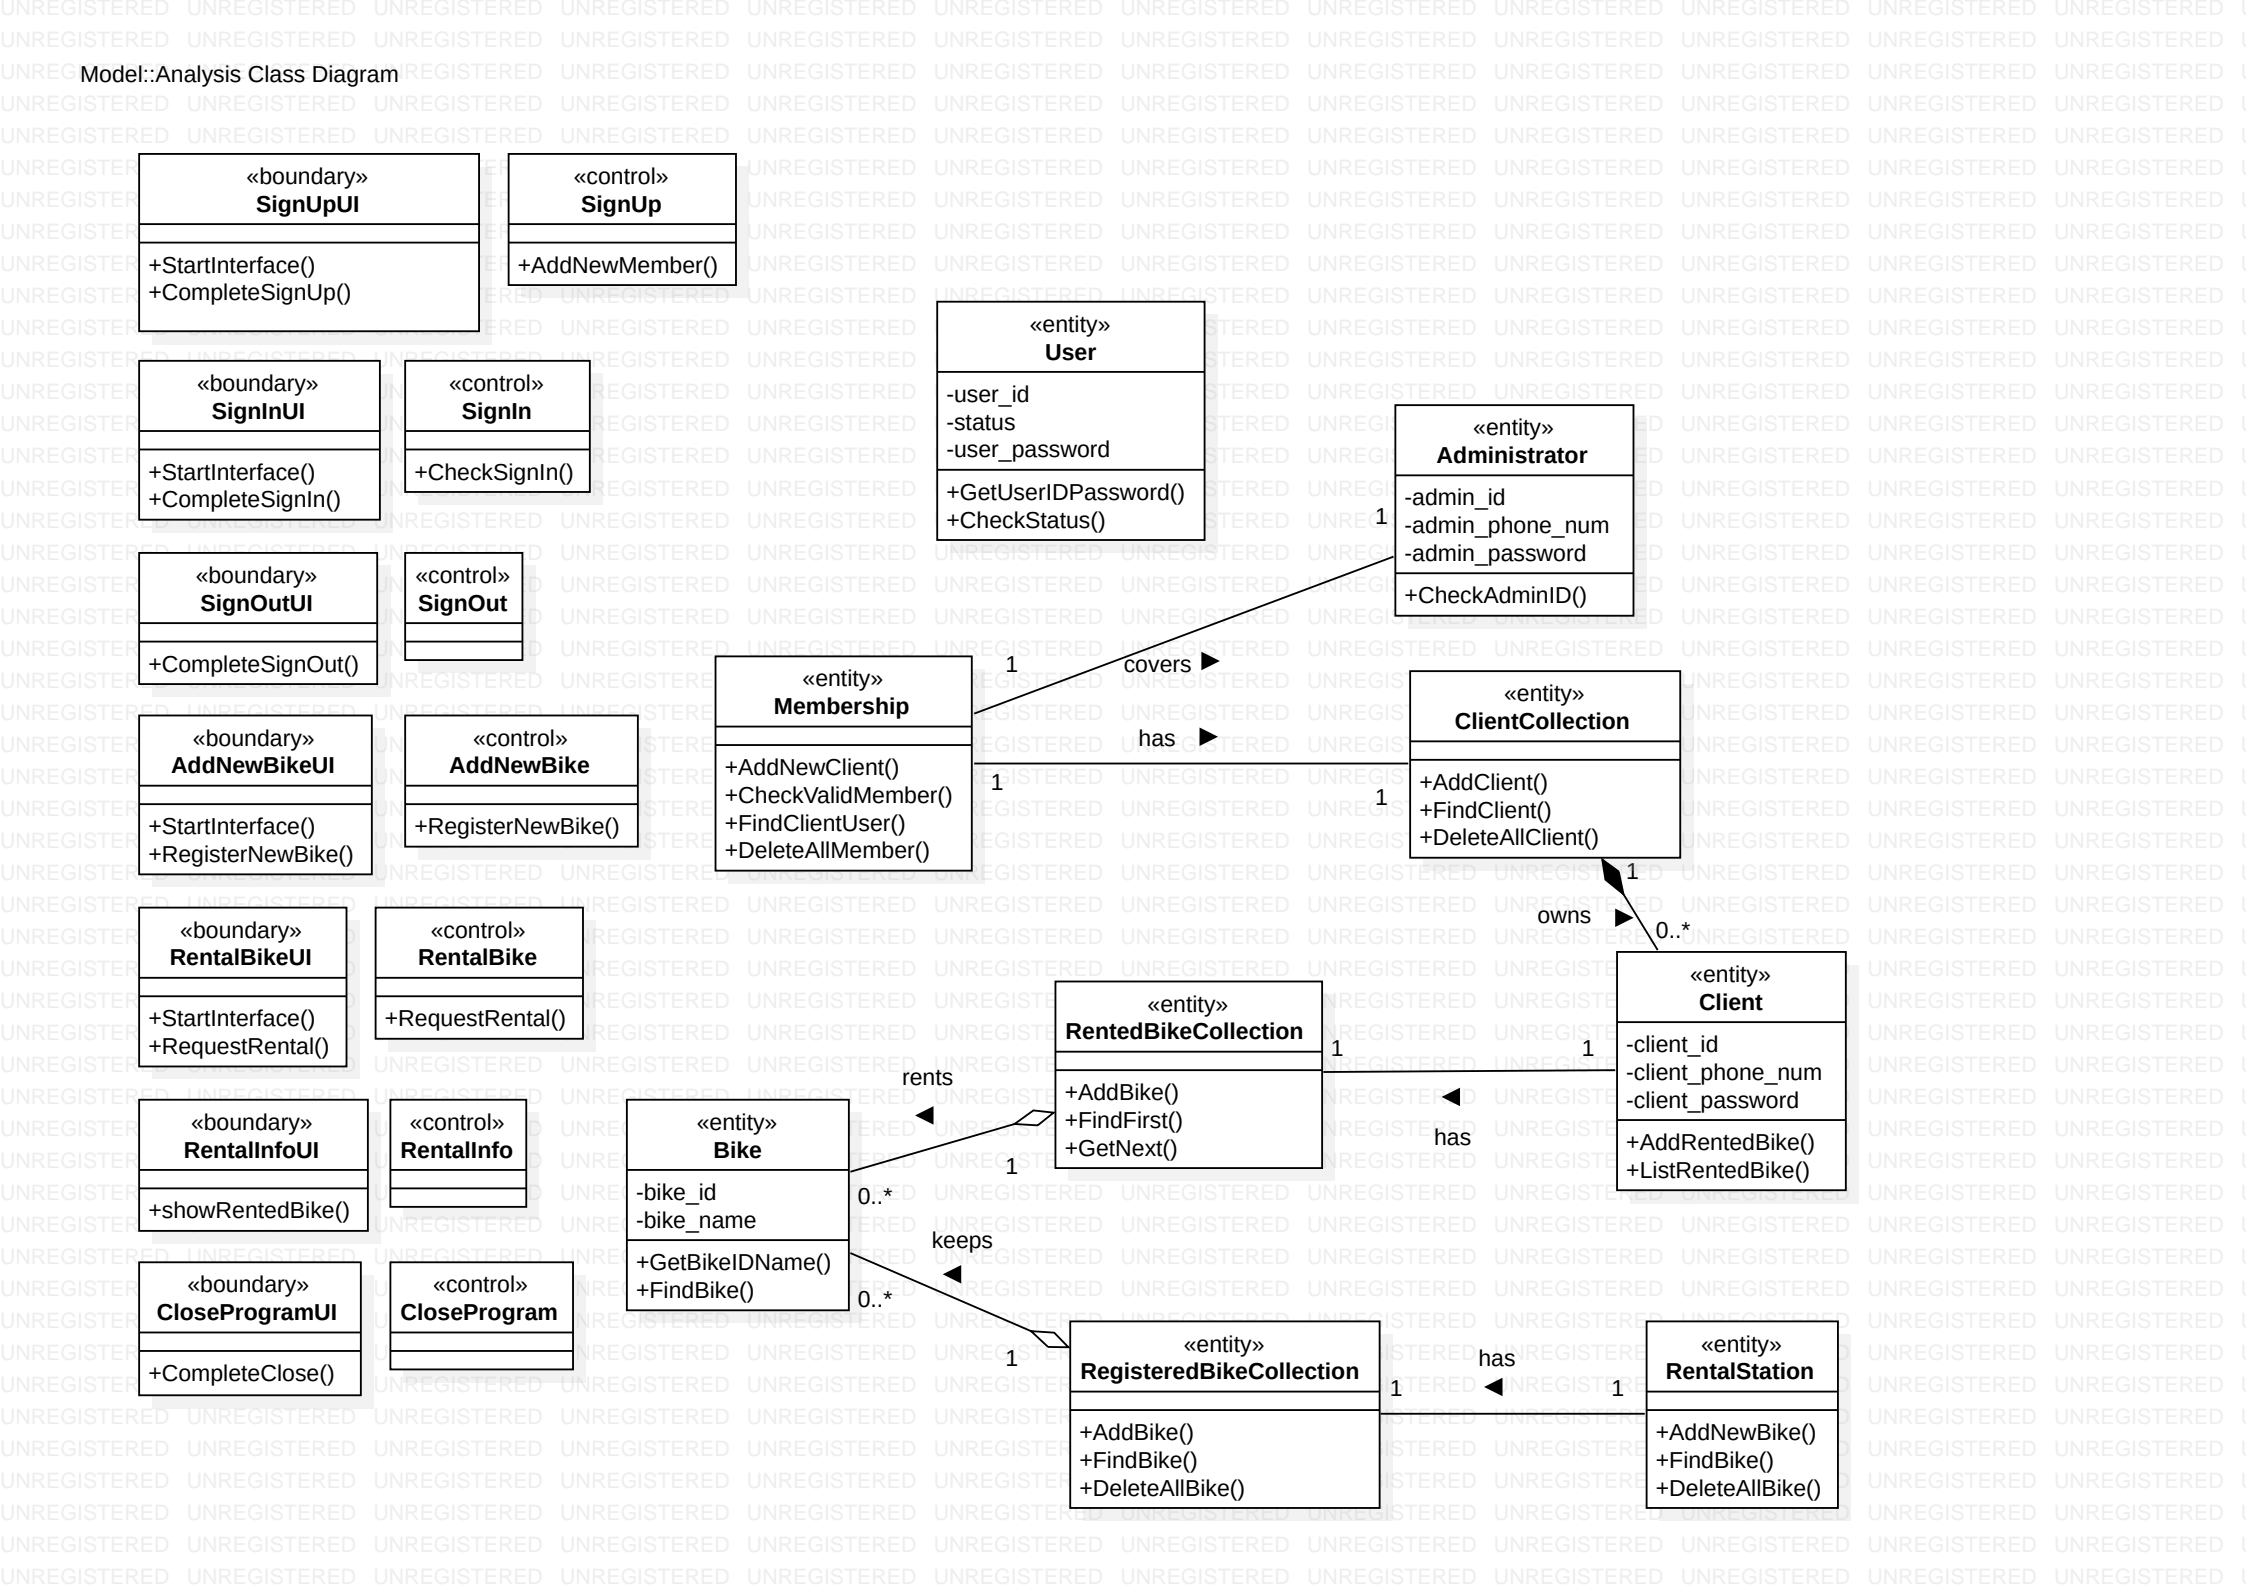 Model::Analysis Class Diagram
«boundary»
SignUpUI
+StartInterface()
+CompleteSignUp()
«control»
SignUp
+AddNewMember()
«boundary»
SignInUI
+StartInterface()
+CompleteSignIn()
«control»
SignIn
+CheckSignIn()
«boundary»
SignOutUI
+CompleteSignOut()
«control»
SignOut
«boundary»
AddNewBikeUI
+StartInterface()
+RegisterNewBike()
«control»
AddNewBike
+RegisterNewBike()
«boundary»
RentalBikeUI
+StartInterface()
+RequestRental()
«control»
RentalBike
+RequestRental()
«boundary»
RentalInfoUI
+showRentedBike()
«control»
RentalInfo
«boundary»
CloseProgramUI
+CompleteClose()
«control»
CloseProgram
«entity»
User
-user_id
-status
-user_password
+GetUserIDPassword()
+CheckStatus()
«entity»
Administrator
-admin_id
-admin_phone_num
-admin_password
+CheckAdminID()
1
1
covers
«entity»
Membership
+AddNewClient()
+CheckValidMember()
+FindClientUser()
+DeleteAllMember()
has
1
1
«entity»
ClientCollection
+AddClient()
+FindClient()
+DeleteAllClient()
1
owns
0..*
«entity»
Client
-client_id
-client_phone_num
-client_password
+AddRentedBike()
+ListRentedBike()
«entity»
RentedBikeCollection
+AddBike()
+FindFirst()
+GetNext()
1
1
has
rents
1
0..*
«entity»
Bike
-bike_id
-bike_name
+GetBikeIDName()
+FindBike()
keeps
0..*
1
«entity»
RegisteredBikeCollection
+AddBike()
+FindBike()
+DeleteAllBike()
has
1
1
«entity»
RentalStation
+AddNewBike()
+FindBike()
+DeleteAllBike()
UNREGISTERED